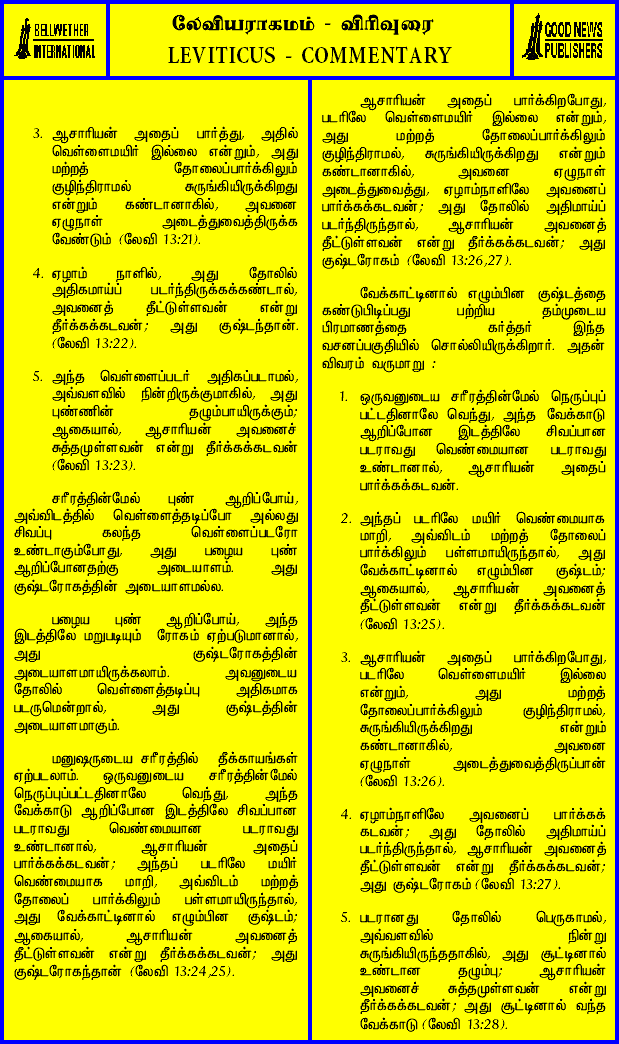 BELLWETHER
INTERNATIONAL
லேவியராகமம் - விரிவுரை
LEVITICUS - COMMENTARY
GOOD NEWS
PUBLISHERS
3. ஆசாரியன் அதைப் பார்த்து, அதில்
வெள்ளைமயிர் இல்லை என்றும், அது
மற்றத் தோலைப்பார்க்கிலும்
குழிந்திராமல் சுருங்கியிருக்கிறது
என்றும் கண்டானாகில், அவனை
ஏழுநாள் அடைத்துவைத்திருக்க
வேண்டும் (லேவி 13:21).
4. ஏழாம் நாளில், அது தோலில்
அதிகமாய்ப் படர்ந்திருக்கக்கண்டால்,
அவனைத் தீட்டுள்ளவன் என்று
தீர்க்கக்கடவன்; அது குஷ்டந்தான்.
(லேவி 13:22).
5. அந்த வெள்ளைப்படர் அதிகப்படாமல்,
அவ்வளவில் நின்றிருக்குமாகில், அது
புண்ணின் தழும்பாயிருக்கும்;
ஆகையால், ஆசாரியன் அவனைச்
சுத்தமுள்ளவன் என்று தீர்க்கக்கடவன்
(லேவி 13:23).
சரீரத்தின்மேல் புண் ஆறிப்போய்,
அவ்விடத்தில் வெள்ளைத்தடிப்போ அல்லது
சிவப்பு கலந்த வெள்ளைப்படரோ
உண்டாகும்போது, அது பழைய புண்
ஆறிப்போனதற்கு அடையாளம். அது
குஷ்டரோகத்தின் அடையாளமல்ல.
பழைய புண் ஆறிப்போய், அந்த
இடத்திலே மறுபடியும் ரோகம் ஏற்படுமானால்,
அது குஷ்டரோகத்தின்
அடையாளமாயிருக்கலாம். அவனுடைய
தோலில் வெள்ளைத்தடிப்பு அதிகமாக
படருமென்றால், அது குஷ்டத்தின்
அடையாளமாகும்.
மனுஷருடைய சரீரத்தில் தீக்காயங்கள்
ஏற்படலாம். ஒருவனுடைய சரீரத்தின்மேல்
நெருப்புப்பட்டதினாலே வெந்து, அந்த
வேக்காடு ஆறிப்போன இடத்திலே சிவப்பான
படராவது வெண்மையான படராவது
உண்டானால், ஆசாரியன் அதைப்
பார்க்கக்கடவன்; அந்தப் படரிலே மயிர்
வெண்மையாக மாறி, அவ்விடம் மற்றத்
தோலைப் பார்க்கிலும் பள்ளமாயிருந்தால்,
அது வேக்காட்டினால் எழும்பின குஷ்டம்;
ஆகையால், ஆசாரியன் அவனைத்
தீட்டுள்ளவன் என்று தீர்க்கக்கடவன்; அது
குஷ்டரோகந்தான் (லேவி 13:24,25).
ஆசாரியன் அதைப் பார்க்கிறபோது,
படரிலே வெள்ளைமயிர் இல்லை என்றும்,
அது மற்றத் தோலைப்பார்க்கிலும்
குழிந்திராமல், சுருங்கியிருக்கிறது என்றும்
கண்டானாகில், அவனை ஏழுநாள்
அடைத்துவைத்து, ஏழாம்நாளிலே அவனைப்
பார்க்கக்கடவன்; அது தோலில் அதிமாய்ப்
படர்ந்திருந்தால், ஆசாரியன் அவனைத்
தீட்டுள்ளவன் என்று தீர்க்கக்கடவன்; அது
குஷ்டரோகம் (லேவி 13:26,27).
வேக்காட்டினால் எழும்பின குஷ்டத்தை
கண்டுபிடிப்பது பற்றிய தம்முடைய
பிரமாணத்தை கர்த்தர் இந்த
வசனப்பகுதியில் சொல்லியிருக்கிறார். அதன்
விவரம் வருமாறு :
1. ஒருவனுடைய சரீரத்தின்மேல் நெருப்புப்
பட்டதினாலே வெந்து, அந்த வேக்காடு
ஆறிப்போன இடத்திலே சிவப்பான
படராவது வெண்மையான படராவது
உண்டானால், ஆசாரியன் அதைப்
பார்க்கக்கடவன்.
2. அந்தப் படரிலே மயிர் வெண்மையாக
மாறி, அவ்விடம் மற்றத் தோலைப்
பார்க்கிலும் பள்ளமாயிருந்தால், அது
வேக்காட்டினால் எழும்பின குஷ்டம்;
ஆகையால், ஆசாரியன் அவனைத்
தீட்டுள்ளவன் என்று தீர்க்கக்கடவன்
(லேவி 13:25).
3. ஆசாரியன் அதைப் பார்க்கிறபோது,
படரிலே வெள்ளைமயிர் இல்லை
என்றும், அது மற்றத்
தோலைப்பார்க்கிலும் குழிந்திராமல்,
சுருங்கியிருக்கிறது என்றும்
கண்டானாகில், அவனை
ஏழுநாள் அடைத்துவைத்திருப்பான்
(லேவி 13:26).
4. ஏழாம்நாளிலே அவனைப் பார்க்கக்
கடவன்; அது தோலில் அதிமாய்ப்
படர்ந்திருந்தால், ஆசாரியன் அவனைத்
தீட்டுள்ளவன் என்று தீர்க்கக்கடவன்;
அது குஷ்டரோகம் (லேவி 13:27).
5. படரானது தோலில் பெருகாமல்,
அவ்வளவில் நின்று
சுருங்கியிருந்ததாகில், அது சூட்டினால்
உண்டான தழும்பு; ஆசாரியன்
அவனைச் சுத்தமுள்ளவன் என்று
தீர்க்கக்கடவன்; அது சூட்டினால் வந்த
வேக்காடு (லேவி 13:28).